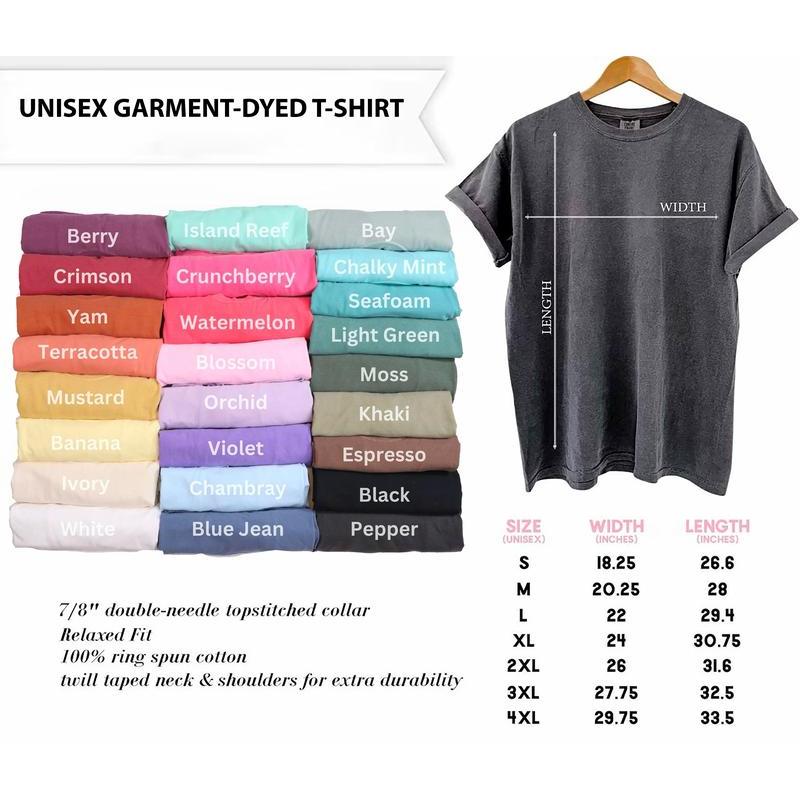 UNISEX GARMENT-DYED T-SHIRT
WIDTH
LENGTH
Berry
Island Reef
Bay
Crimson
Crunchberry
Chalky Mint
Yam
Watermelon
Seafoam
Terracotta
Blossom
Light Green
Mustard
Orchid
Moss
Banana
Violet
Khaki
Ivory
Chambray
Espresso
White
Blue Jean
Black
Pepper
7/8" double-needle topstitched collar
Relaxed Fit
100% ring spun cotton
twill taped neck & shoulders for extra durability
SIZE WIDTH LENGTH
(UNISEX) (INCHES) (INCHES)
S 18.25 26.6
M 20.25 28
L 22 29.4
XL 24 30.75
2XL 26 31.6
3XL 27.75 32.5
4XL 29.75 33.5